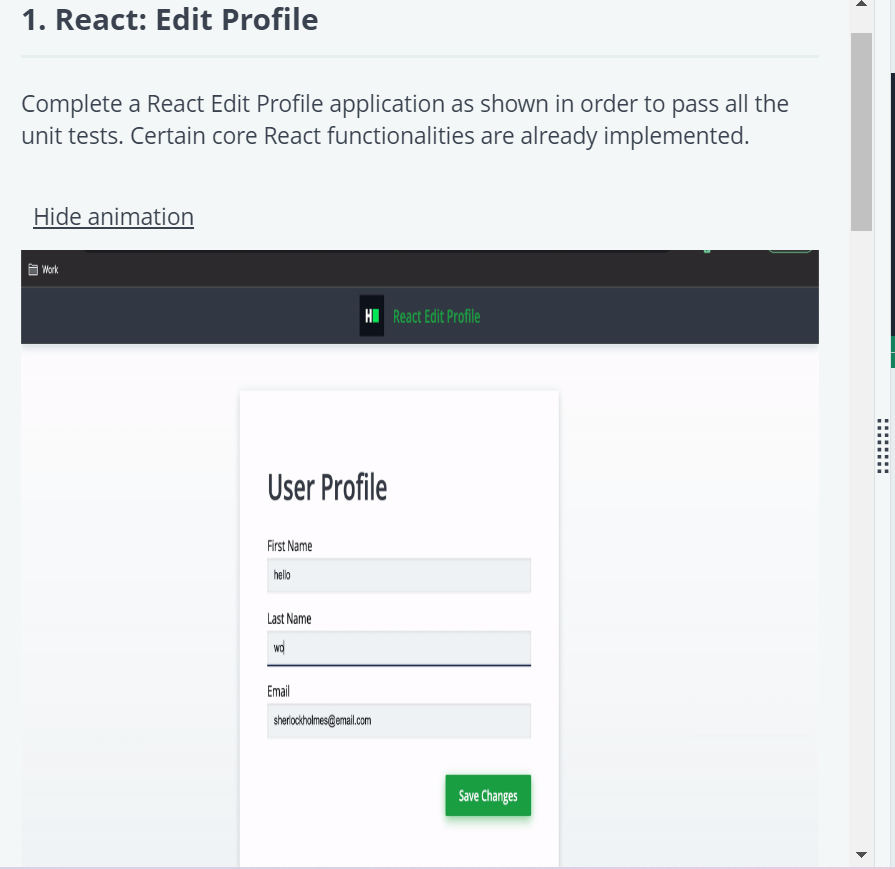 1. React: Edit Profile
Complete a React Edit Profile application as shown in order to pass all the
unit tests. Certain core React functionalities are already implemented.
Hide animation
Work
H
React Edit Profile
User Profile
First Name
hello
Last Name
wo
Email
sherlockholmes@email.com
Save Changes